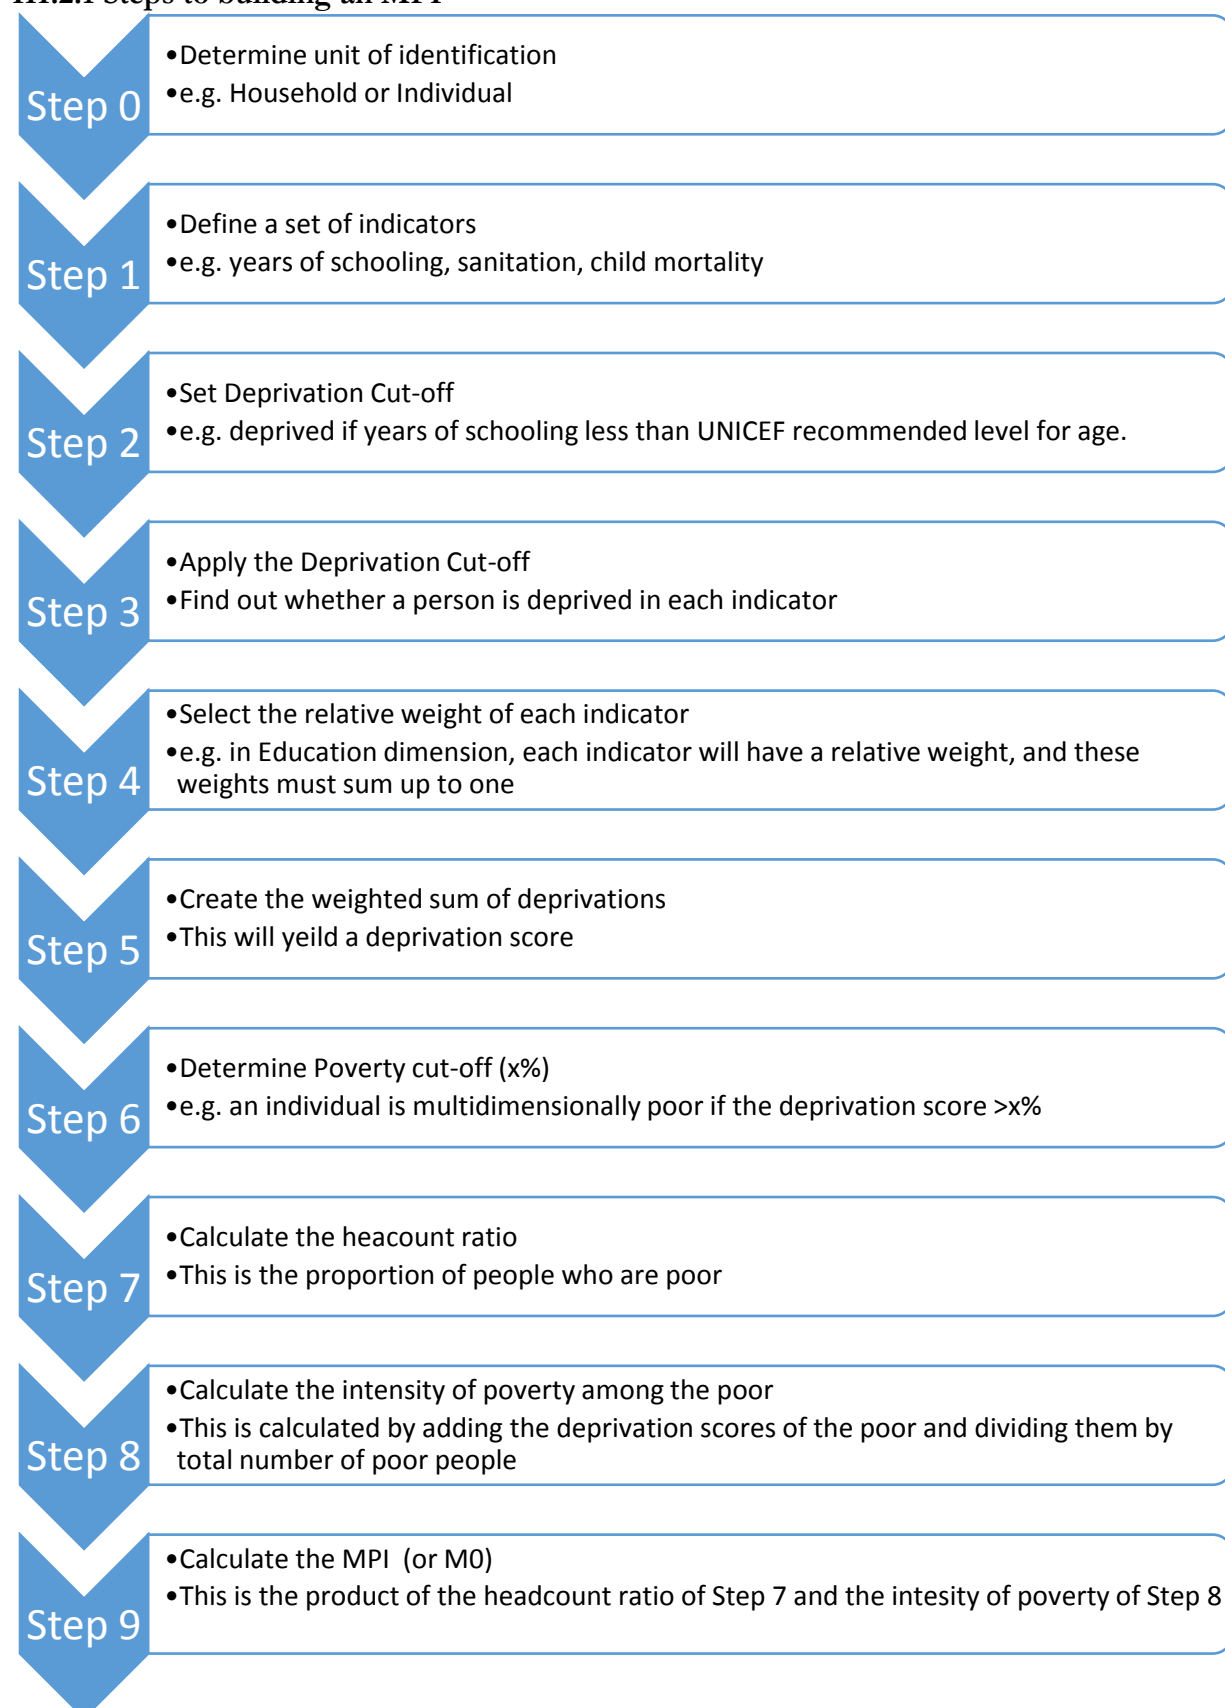 III.2.1 Steps to building an MPI
Step 0
•Determine unit of identification
•e.g. Household or Individual
Step 1
•Define a set of indicators
•e.g. years of schooling, sanitation, child mortality
Step 2
•Set Deprivation Cut-off
•e.g. deprived if years of schooling less than UNICEF recommended level for age.
Step 3
•Apply the Deprivation Cut-off
•Find out whether a person is deprived in each indicator
Step 4
•Select the relative weight of each indicator
•e.g. in Education dimension, each indicator will have a relative weight, and these
weights must sum up to one
Step 5
•Create the weighted sum of deprivations
•This will yeild a deprivation score
Step 6
•Determine Poverty cut-off (x%)
•e.g. an individual is multidimensionally poor if the deprivation score >x%
Step 7
•Calculate the heacount ratio
•This is the proportion of people who are poor
Step 8
•Calculate the intensity of poverty among the poor
•This is calculated by adding the deprivation scores of the poor and dividing them by
total number of poor people
Step 9
•Calculate the MPI (or M0)
•This is the product of the headcount ratio of Step 7 and the intesity of poverty of Step 8